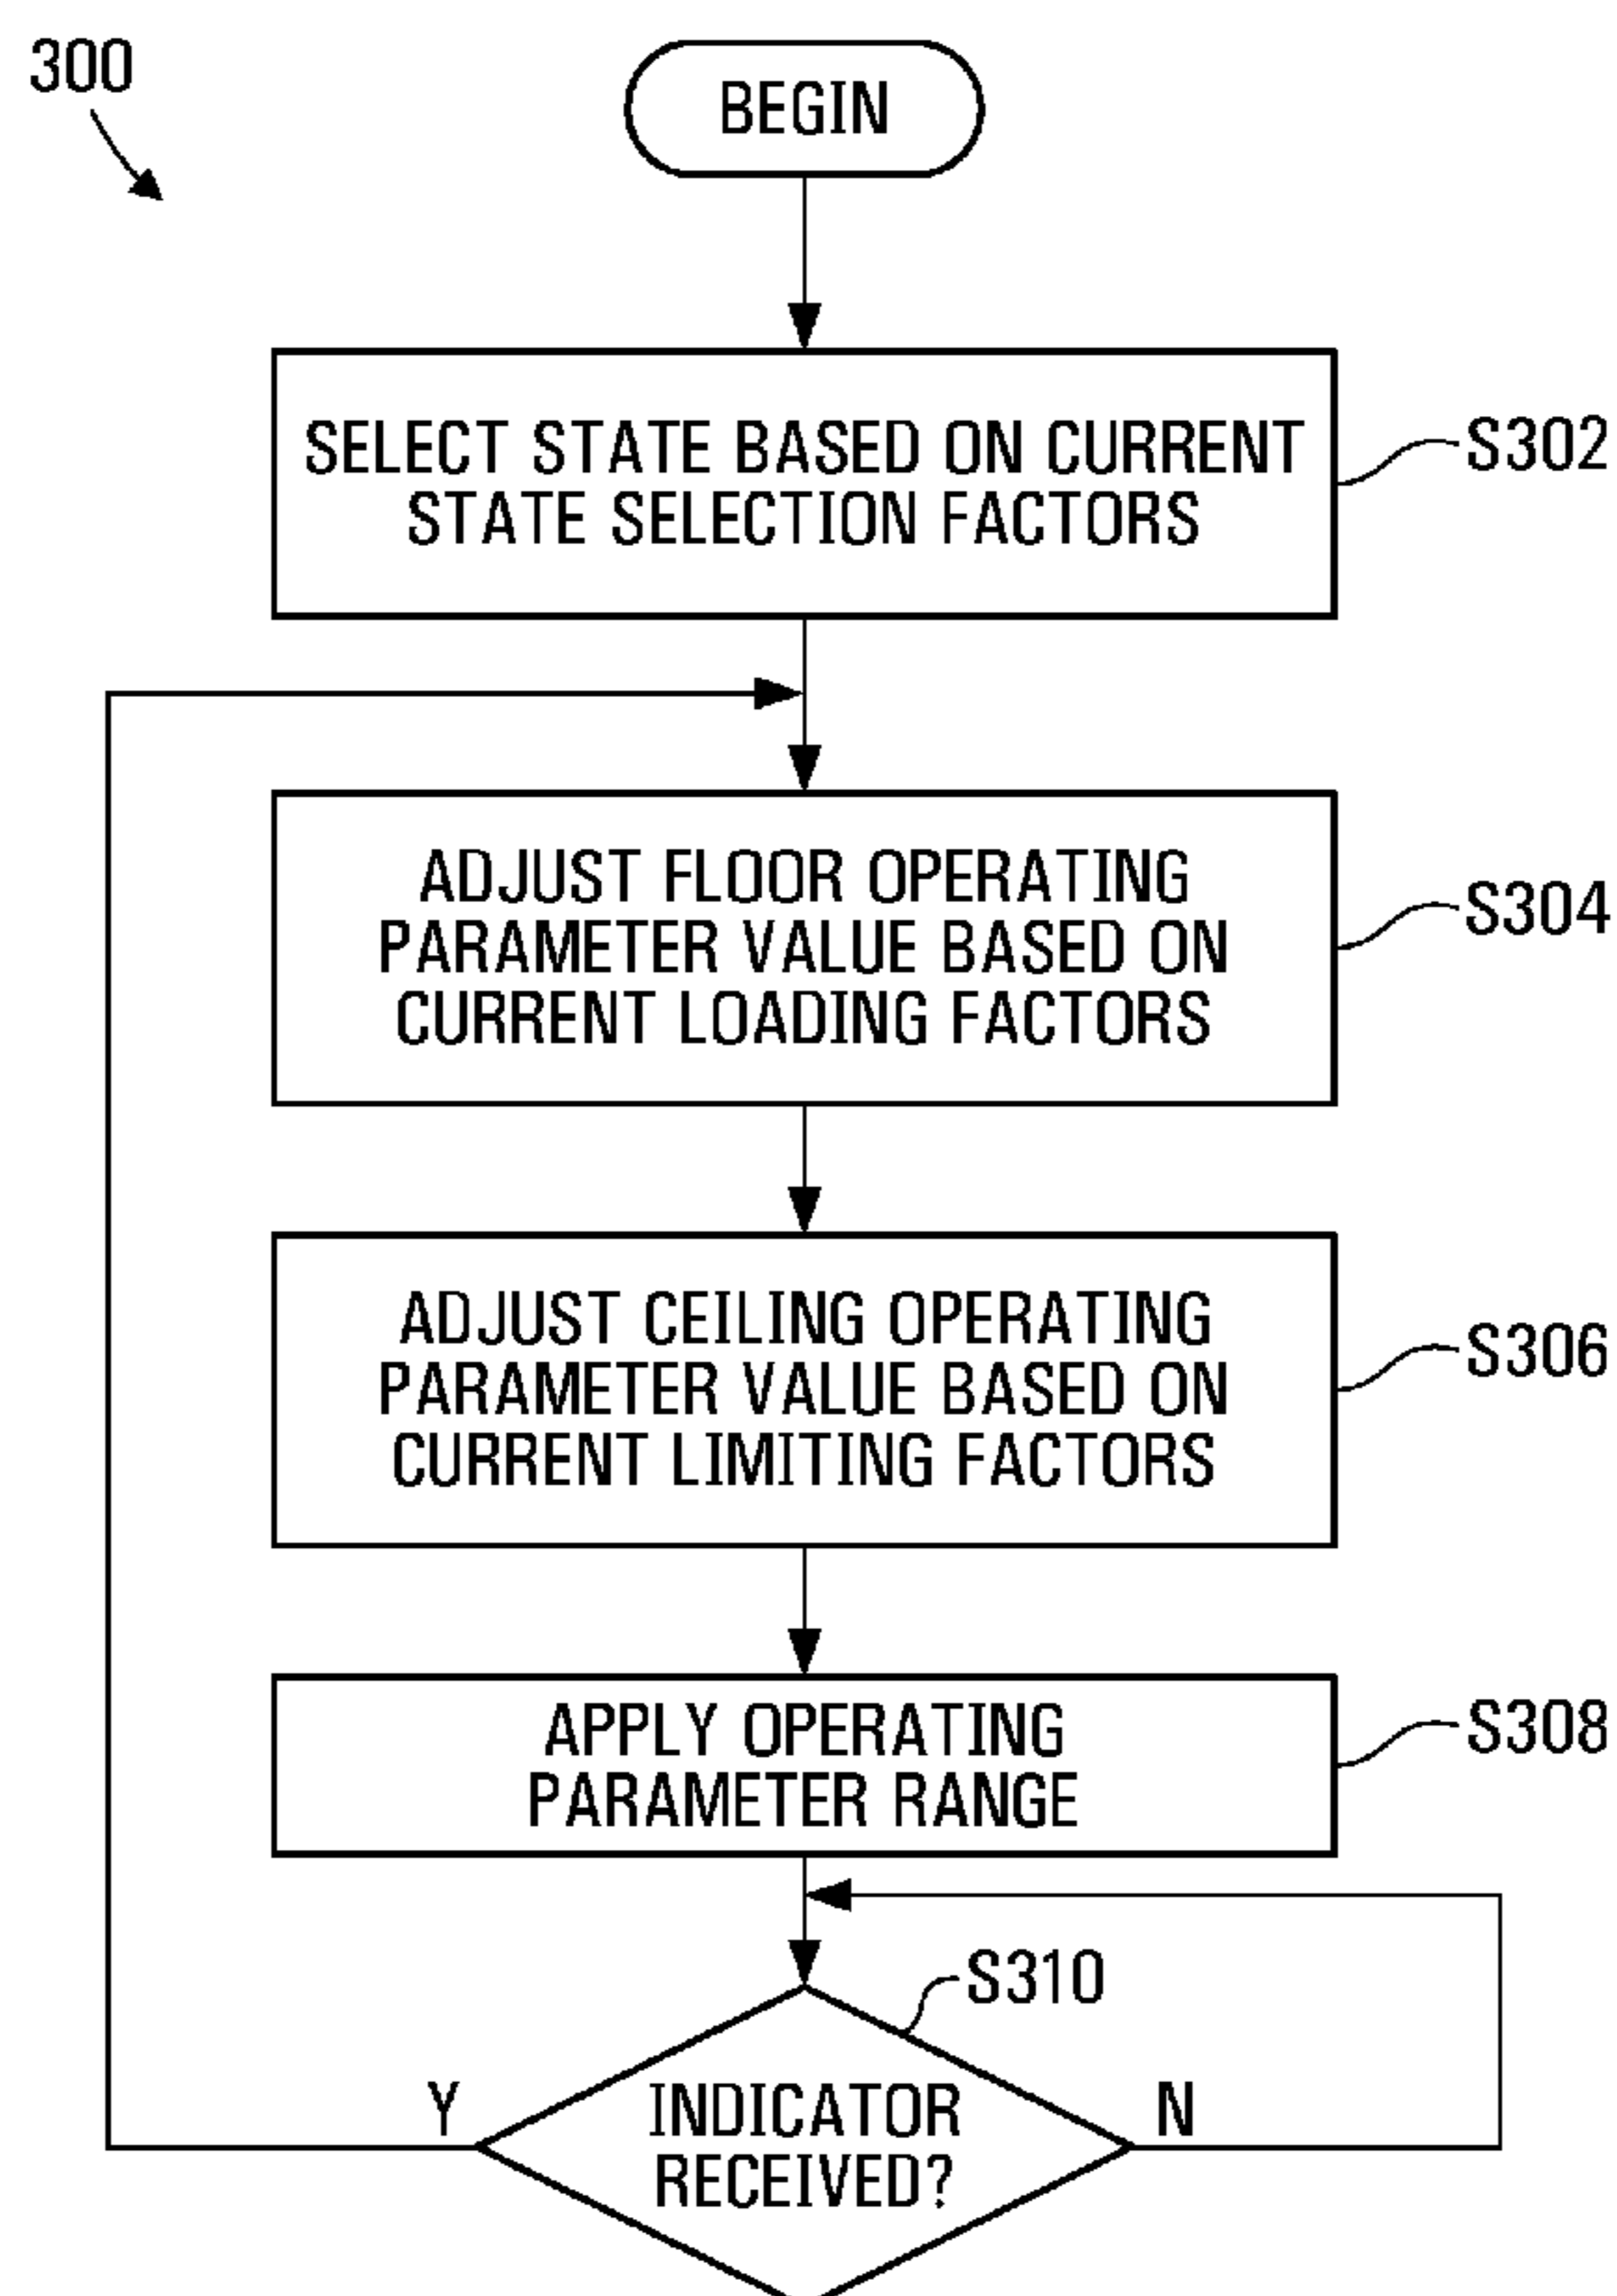 300
BEGIN
SELECT STATE BASED ON CURRENT
STATE SELECTION FACTORS
S302
ADJUST FLOOR OPERATING
PARAMETER VALUE BASED ON
CURRENT LOADING FACTORS
S304
ADJUST CEILING OPERATING
PARAMETER VALUE BASED ON
CURRENT LIMITING FACTORS
S306
APPLY OPERATING
PARAMETER RANGE
S308
S310
Y
INDICATOR
RECEIVED?
N